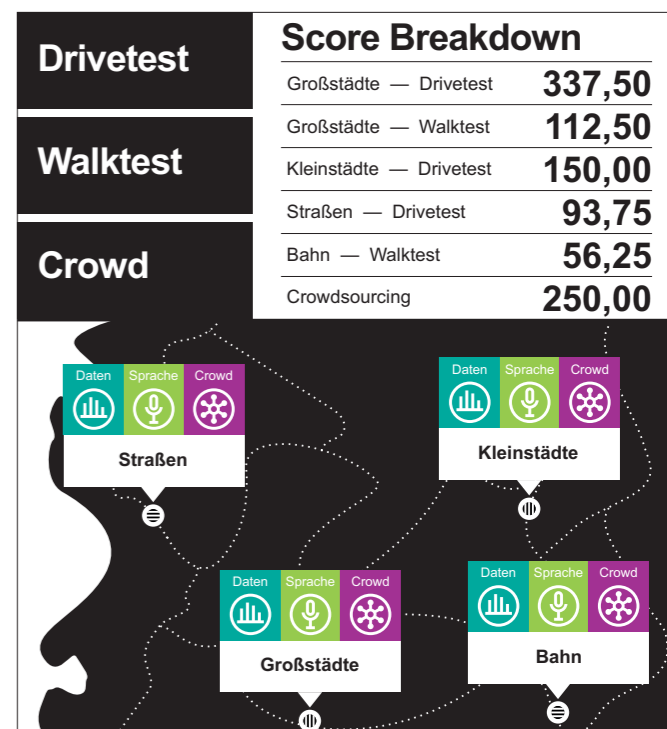 Drivetest
Walktest
Crowd
Score Breakdown
Großstädte — Drivetest 337,50
Großstädte — Walktest 112,50
Kleinstädte — Drivetest 150,00
Straßen — Drivetest 93,75
Bahn — Walktest 56,25
Crowdsourcing 250,00
Daten Sprache Crowd
Straßen
Daten Sprache Crowd
Kleinstädte
Daten Sprache Crowd
Großstädte
Daten Sprache Crowd
Bahn